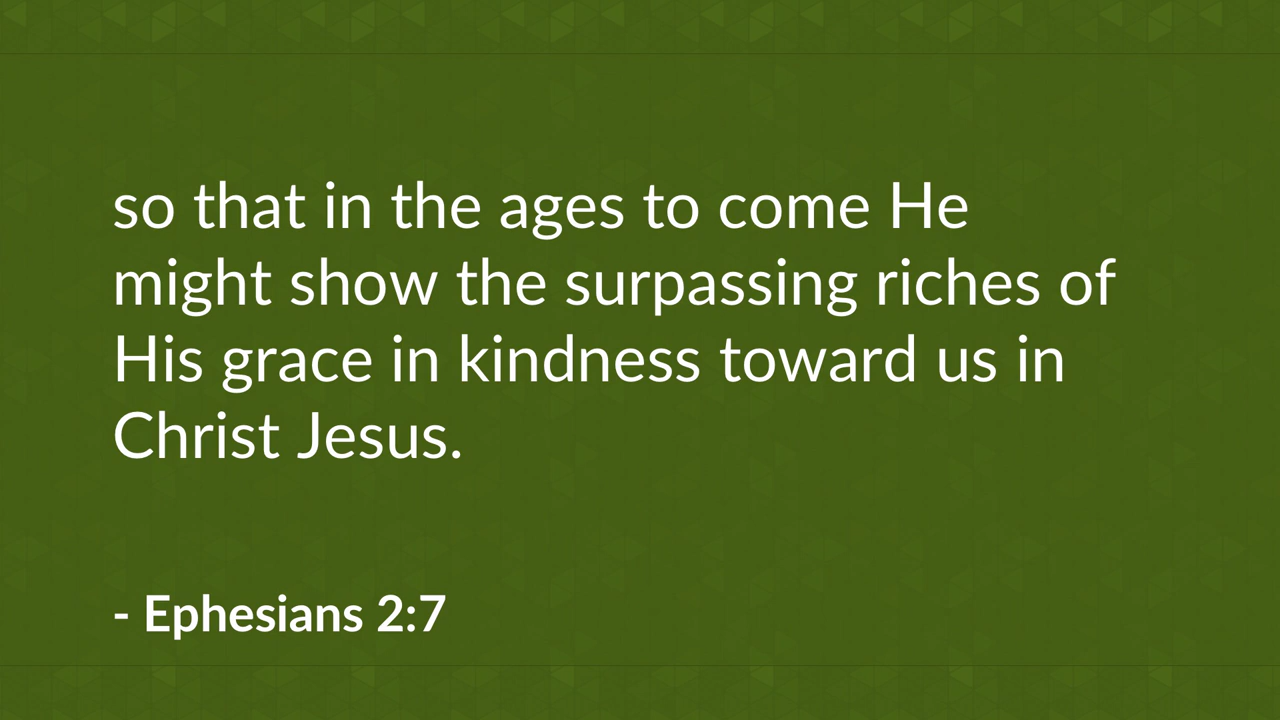 so that in the ages to come He
might show the surpassing riches of
His grace in kindness toward us in
Christ Jesus.
- Ephesians 2:7